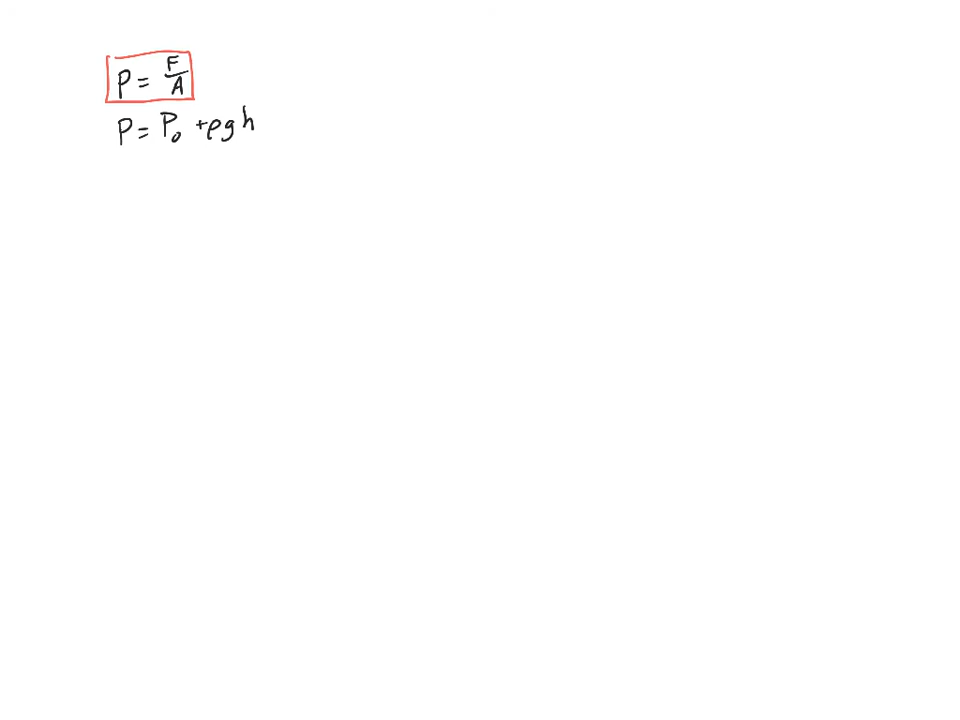 P = F/A
P = P₀ + ρgh